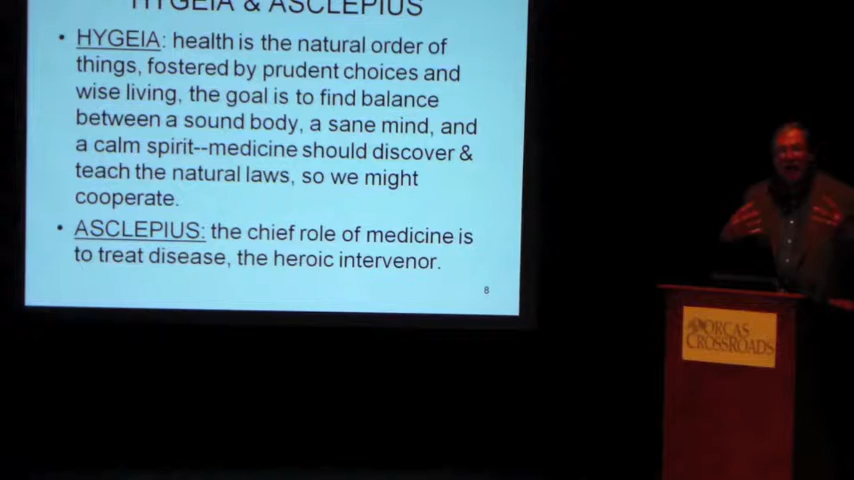 HYGEIA & ASCLEPIUS
• HYGEIA: health is the natural order of
things, fostered by prudent choices and
wise living, the goal is to find balance
between a sound body, a sane mind, and
a calm spirit--medicine should discover &
teach the natural laws, so we might
cooperate.
• ASCLEPIUS: the chief role of medicine is
to treat disease, the heroic intervenor.
8
ORCAS
CROSSROADS